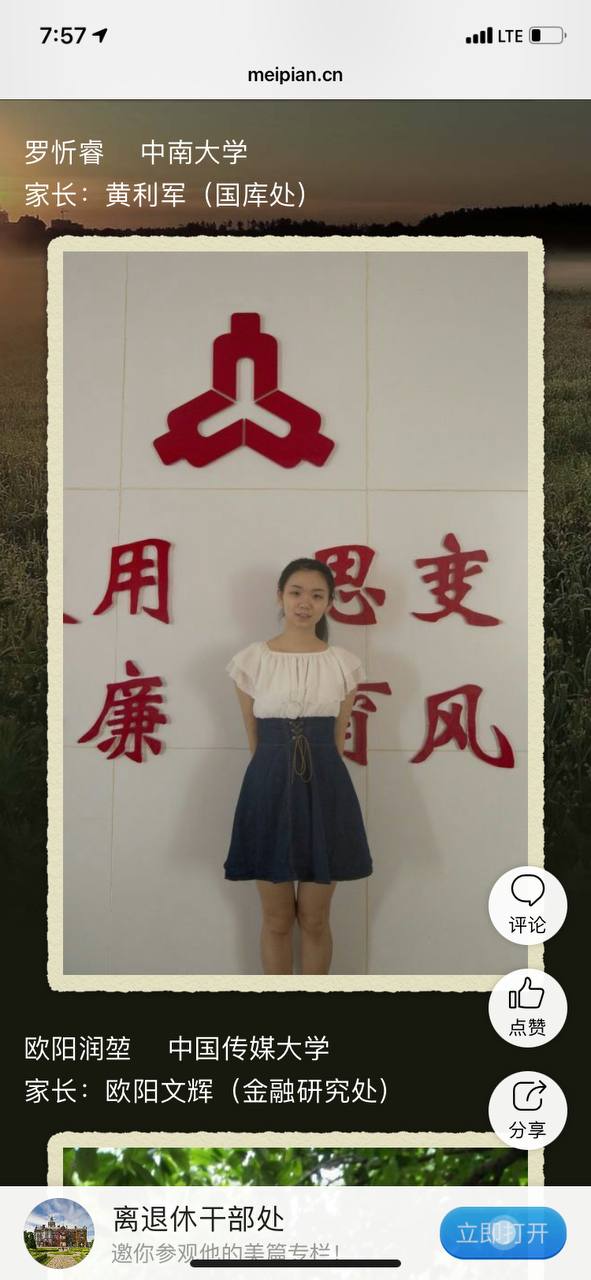 7:57
LTE
meipian.cn
罗忻睿 中南大学
家长：黄利军（国库处）
用 思 变
廉 育 风
评论
点赞
欧阳润堃 中国传媒大学
家长：欧阳文辉（金融研究处）
分享
离退休干部处
邀你参观他的美篇专栏！
立即打开